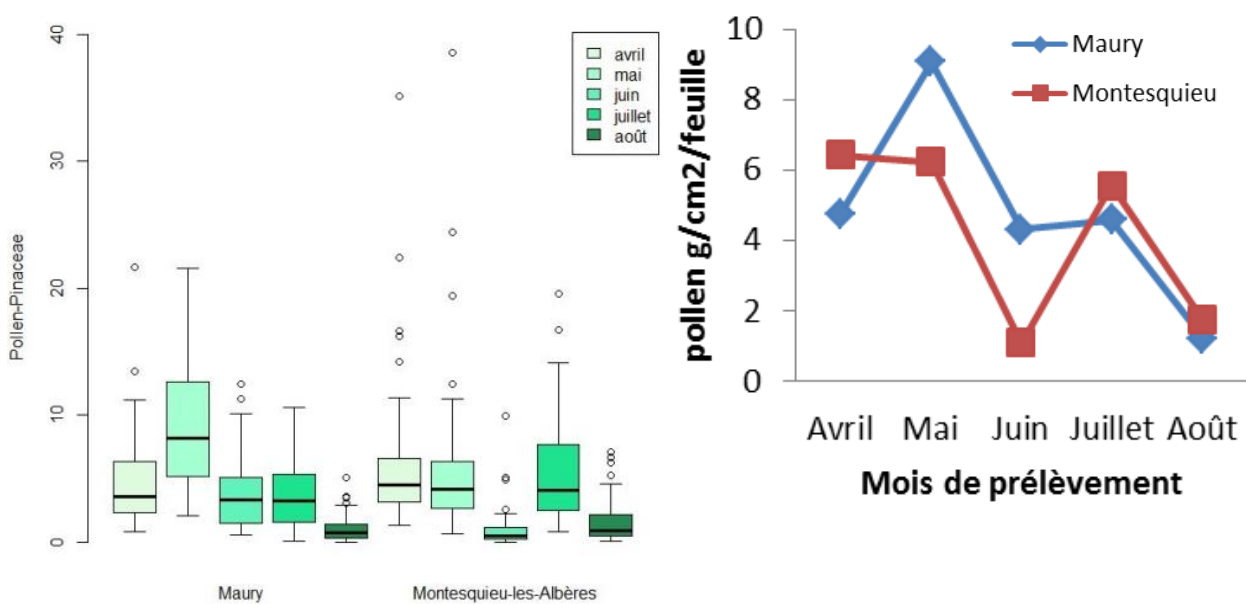 40
30
20
10
0
Pollen-Pinaceae
avril
mai
juin
juillet
août
Maury
Montesquieu-les-Albères
10
8
6
4
2
0
pollen g/cm2/feuille
Maury
Montesquieu
Avril Mai Juin Juillet Août
Mois de prélèvement